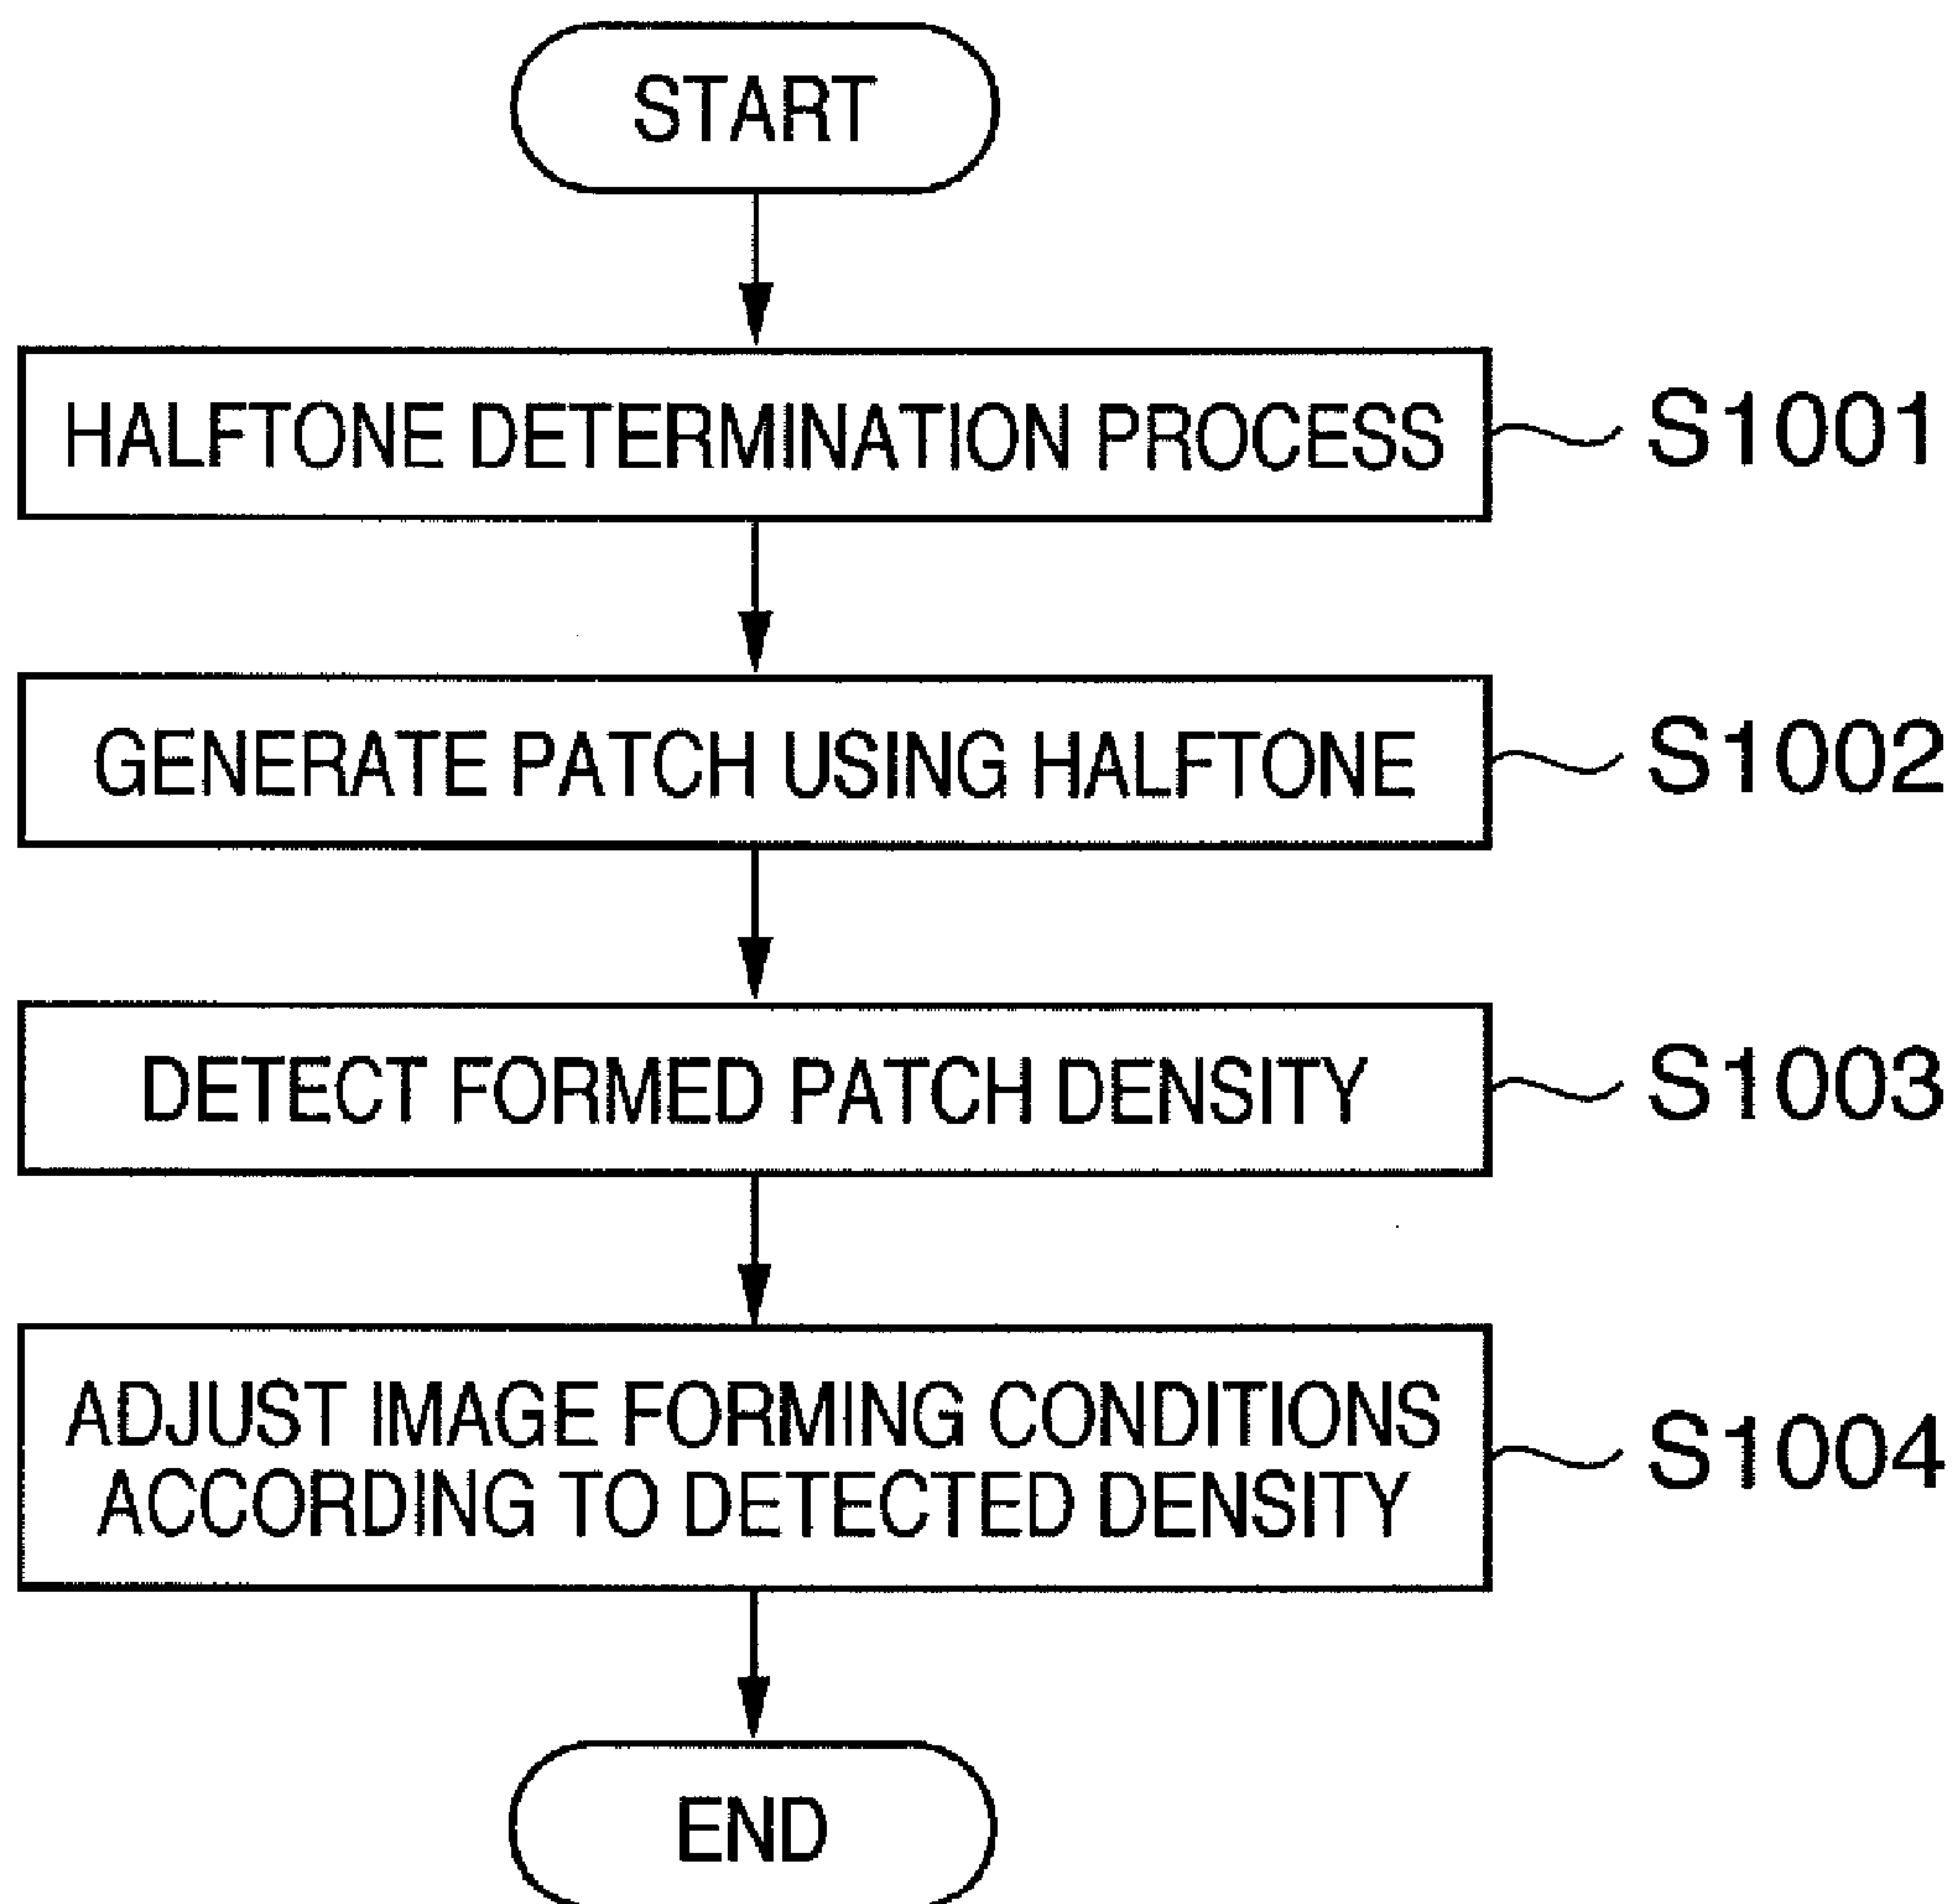 START
HALFTONE DETERMINATION PROCESS
S1001
GENERATE PATCH USING HALFTONE
S1002
DETECT FORMED PATCH DENSITY
S1003
ADJUST IMAGE FORMING CONDITIONS
ACCORDING TO DETECTED DENSITY
S1004
END